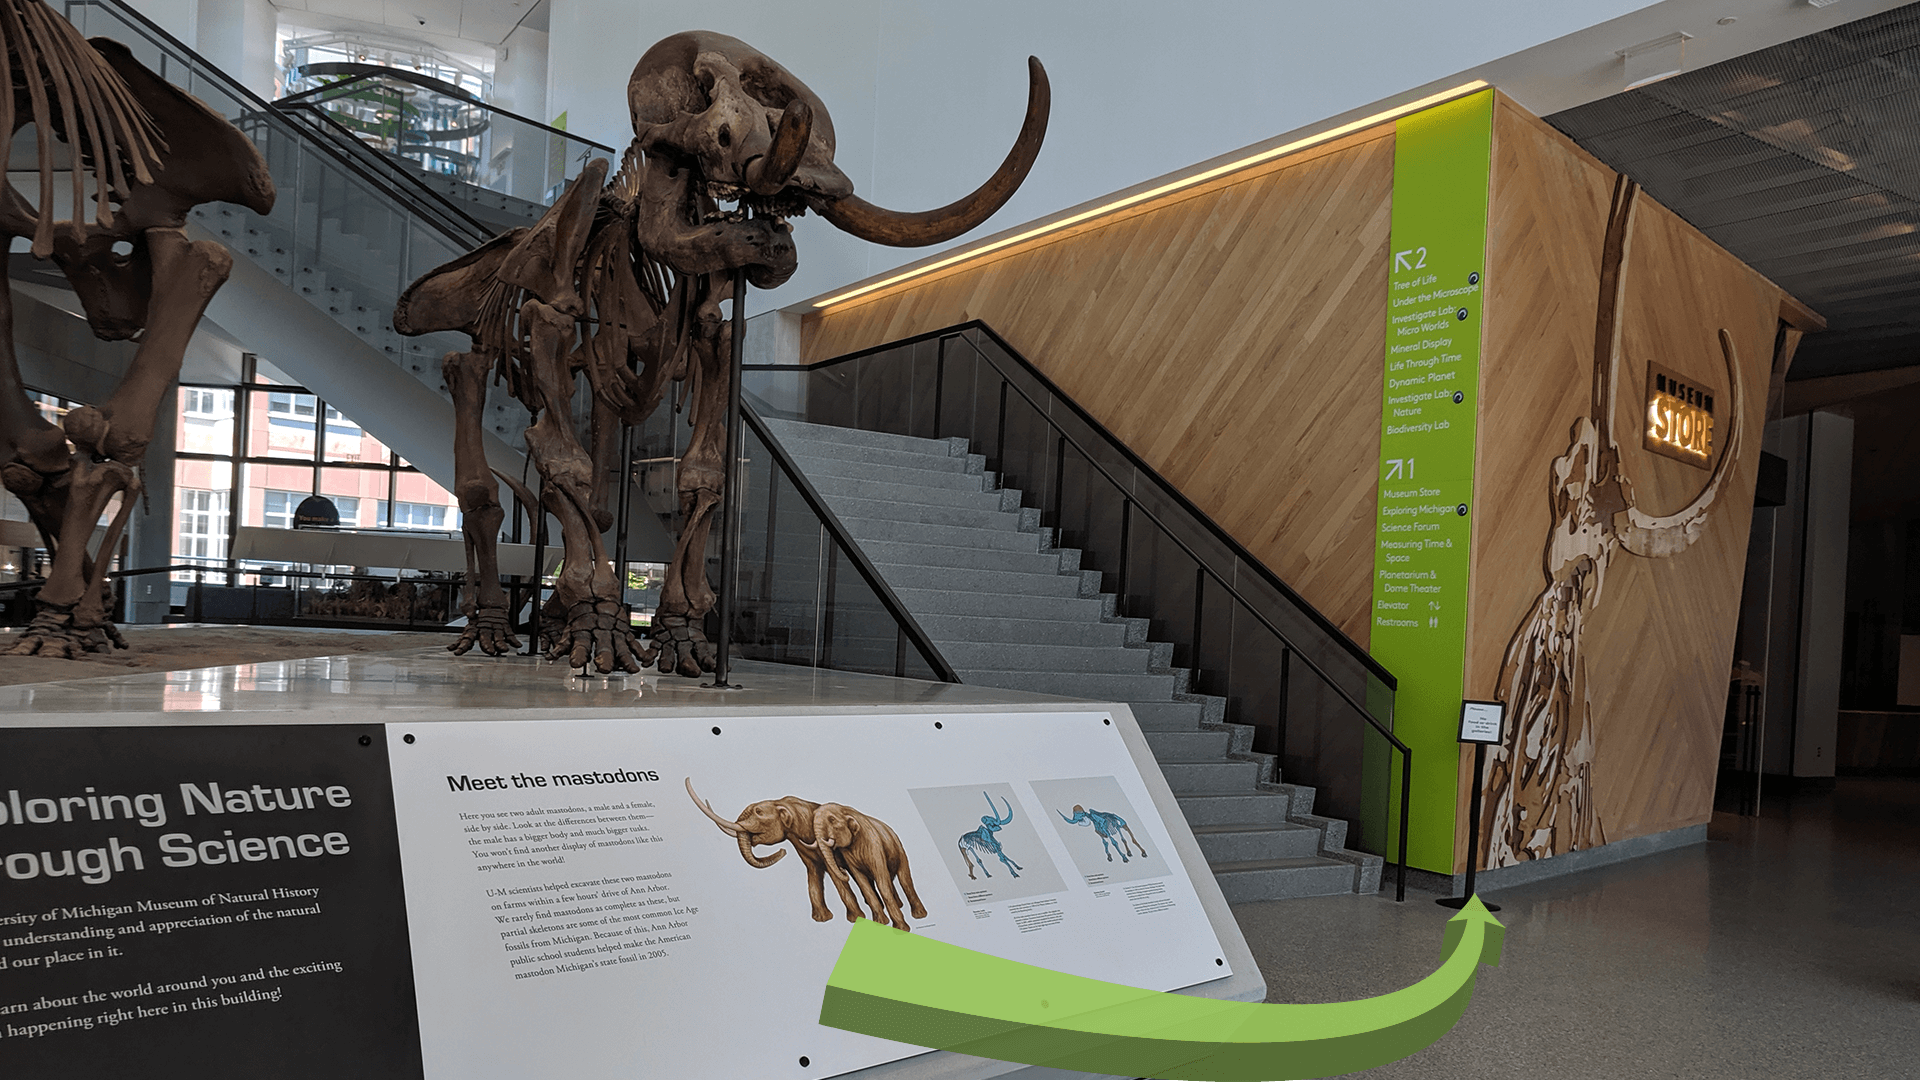 2
Tree of Life
Under the Microscope
Investigate Lab:
Micro Worlds
Mineral Display
Life Through Time
Dynamic Planet
Investigate Lab:
Nature
Biodiversity Lab
1
Museum Store
Exploring Michigan
Science Forum
Measuring Time &
Space
Planetarium &
Dome Theater
Elevator
Restrooms
MUSEUM
STORE
You make
ploring Nature
rough Science
ersity of Michigan Museum of Natural History
understanding and appreciation of the natural
d our place in it.
arn about the world around you and the exciting
happening right here in this building!
Meet the mastodons
Here you see two adult mastodons, a male and a female,
side by side. Look at the differences between them—
the male has a bigger body and much bigger tusks.
You won't find another display of mastodons like this
anywhere in the world!
U-M scientists helped excavate these two mastodons
on farms within a few hours' drive of Ann Arbor.
We rarely find mastodons as complete as these, but
partial skeletons are some of the most common Ice Age
fossils from Michigan. Because of this, Ann Arbor
public school students helped make the American
mastodon Michigan's state fossil in 2005.